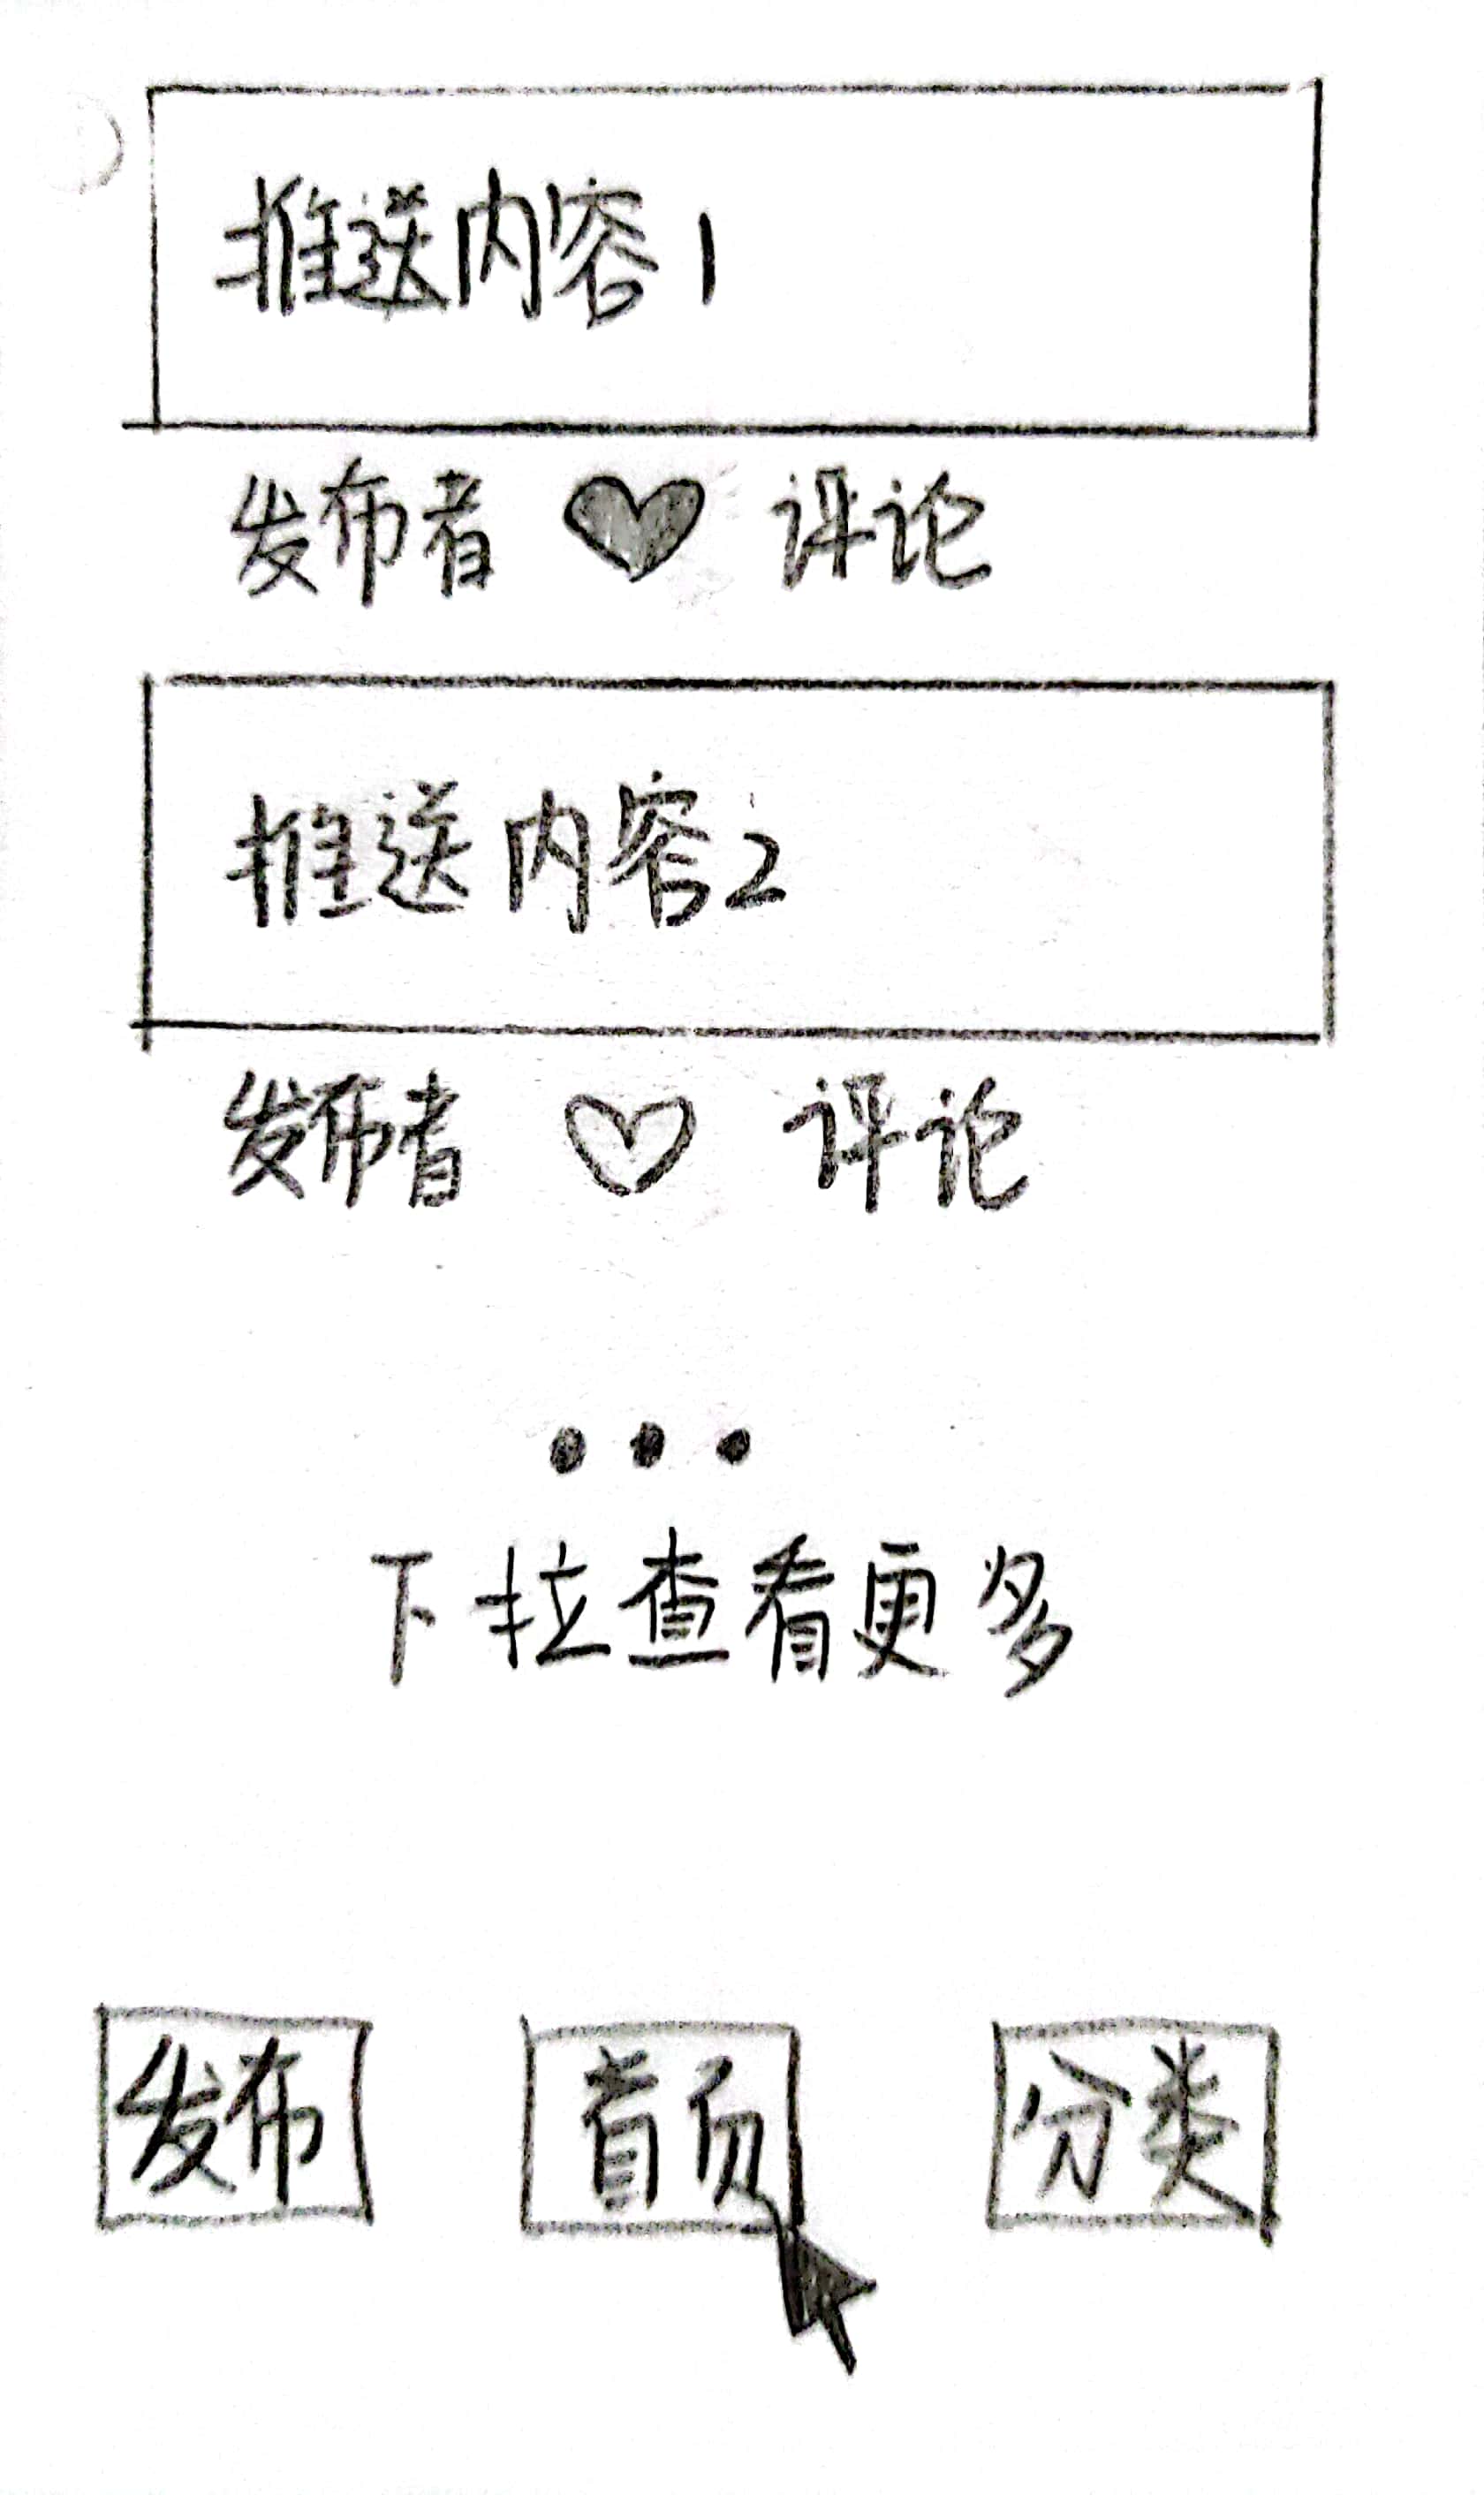 推送内容1
发布者 ♥ 评论
推送内容2
发布者 ♡ 评论
...
下拉查看更多
发布 首页 分类